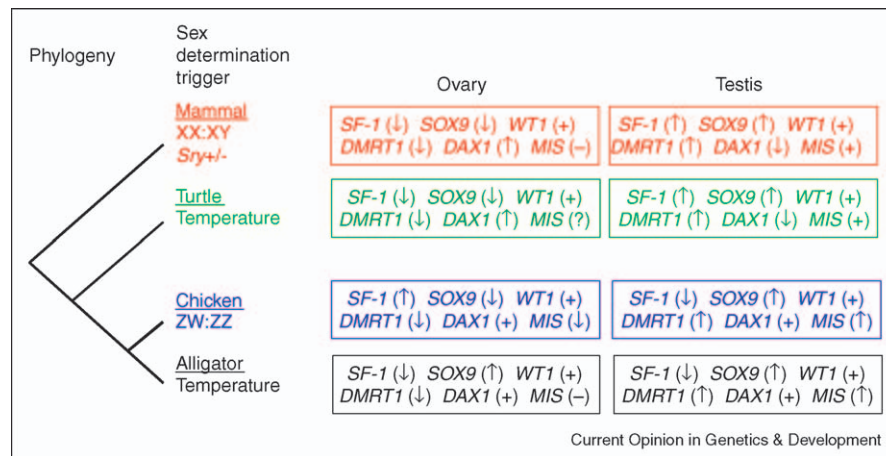 Phylogeny
Sex
determination
trigger
Ovary
Testis
Mammal
XX:XY
Sry+/-
SF-1 (↓) SOX9 (↓) WT1 (+)
DMRT1 (↓) DAX1 (↑) MIS (–)
SF-1 (↑) SOX9 (↑) WT1 (+)
DMRT1 (↑) DAX1 (↓) MIS (+)
Turtle
Temperature
SF-1 (↓) SOX9 (↓) WT1 (+)
DMRT1 (↓) DAX1 (↑) MIS (?)
SF-1 (↑) SOX9 (↑) WT1 (+)
DMRT1 (↑) DAX1 (↓) MIS (+)
Chicken
ZW:ZZ
SF-1 (↑) SOX9 (↓) WT1 (+)
DMRT1 (↓) DAX1 (+) MIS (↓)
SF-1 (↓) SOX9 (↑) WT1 (+)
DMRT1 (↑) DAX1 (+) MIS (↑)
Alligator
Temperature
SF-1 (↓) SOX9 (↑) WT1 (+)
DMRT1 (↓) DAX1 (+) MIS (–)
SF-1 (↓) SOX9 (↑) WT1 (+)
DMRT1 (↑) DAX1 (+) MIS (↑)
Current Opinion in Genetics & Development